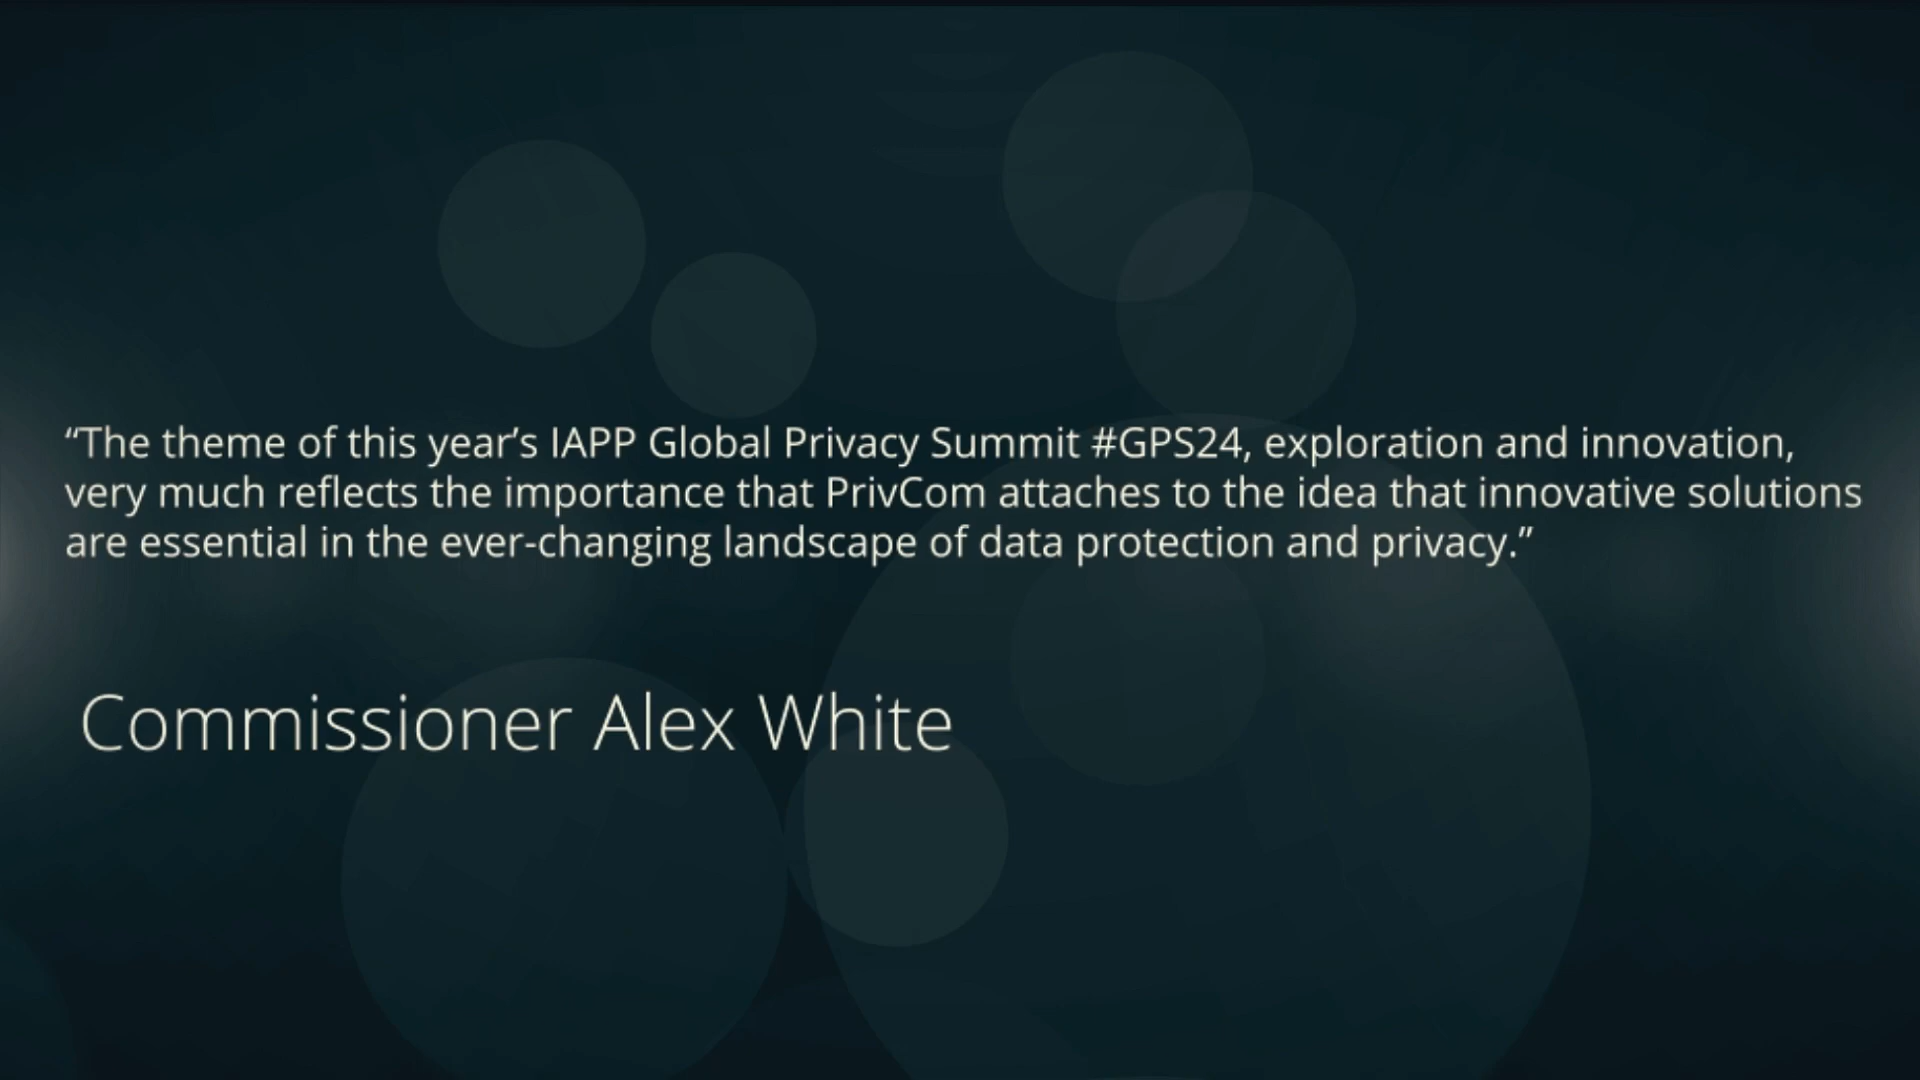 “The theme of this year’s IAPP Global Privacy Summit #GPS24, exploration and innovation,
very much reflects the importance that PrivCom attaches to the idea that innovative solutions
are essential in the ever-changing landscape of data protection and privacy.”
Commissioner Alex White